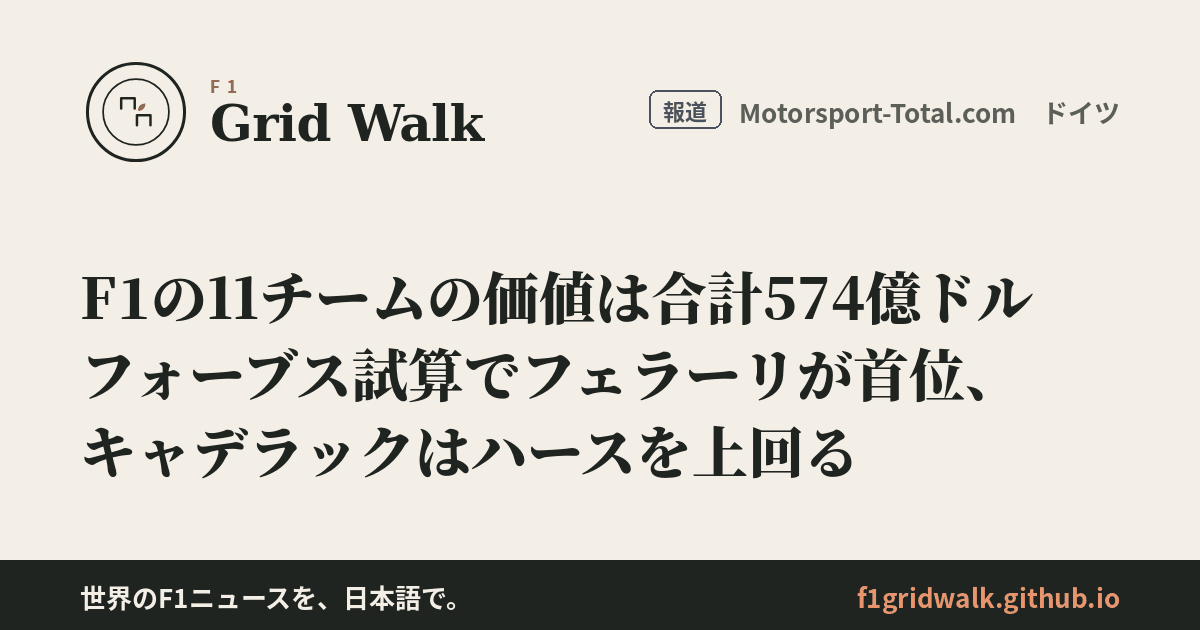 F1
Grid Walk
報道 Motorsport-Total.com ドイツ
F1の11チームの価値は合計574億ドル
フォーブス試算でフェラーリが首位、
キャデラックはハースを上回る
世界のF1ニュースを、日本語で。
f1gridwalk.github.io